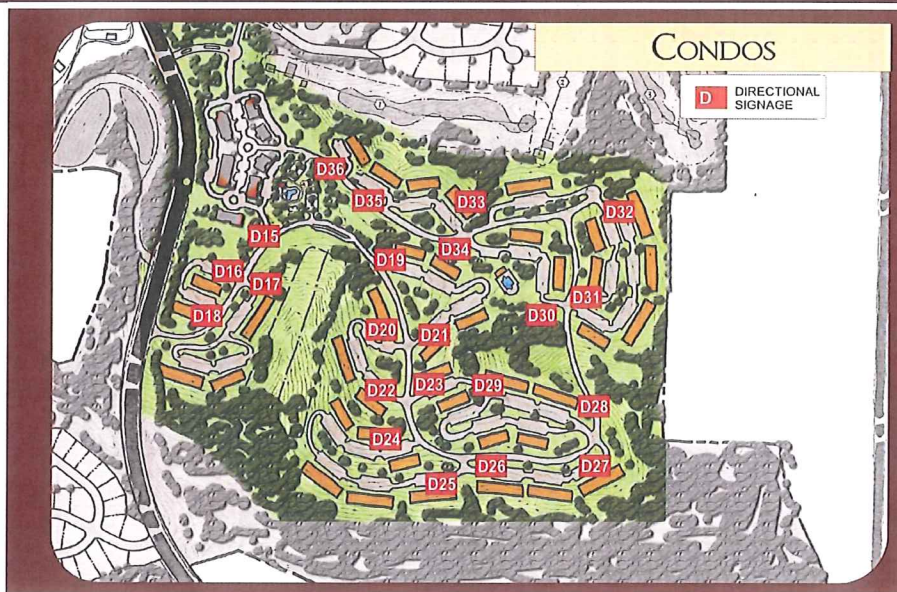 CONDOS
D DIRECTIONAL
SIGNAGE
D36
D35
D33
D32
D15
D34
D19
D16
D17
D31
D18
D30
D20
D21
D22
D23
D29
D28
D24
D26
D27
D25